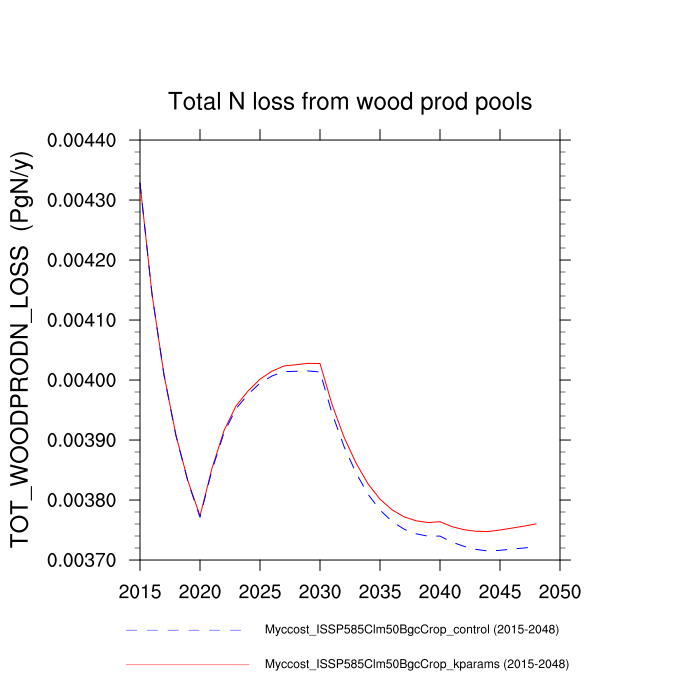 Total N loss from wood prod pools
TOT_WOODPRODN_LOSS (PgN/y)
0.00440
0.00430
0.00420
0.00410
0.00400
0.00390
0.00380
0.00370
2015 2020 2025 2030 2035 2040 2045 2050
Myccost_ISSP585Clm50BgcCrop_control (2015-2048)
Myccost_ISSP585Clm50BgcCrop_kparams (2015-2048)